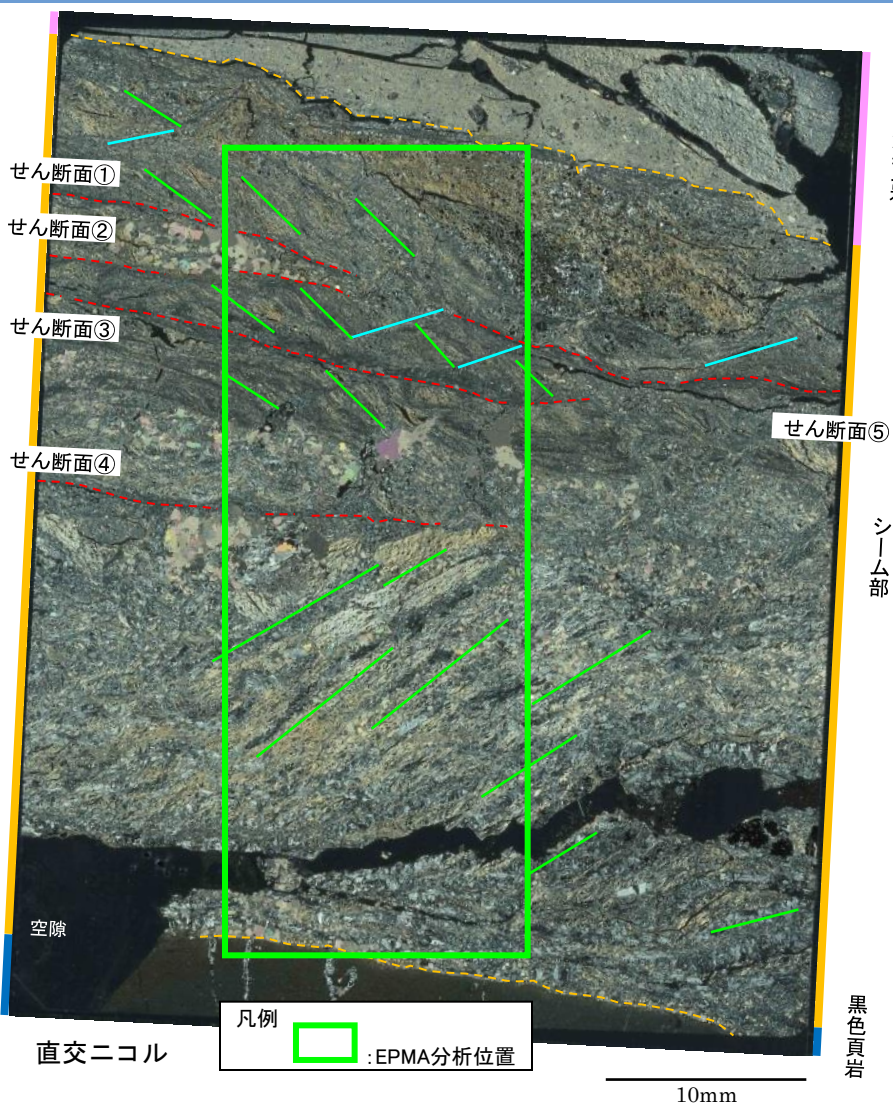 せん断面①
せん断面②
せん断面③
せん断面④
せん断面⑤
シーム部
空隙
黒色頁岩
直交ニコル
凡例
:EPMA分析位置
10mm